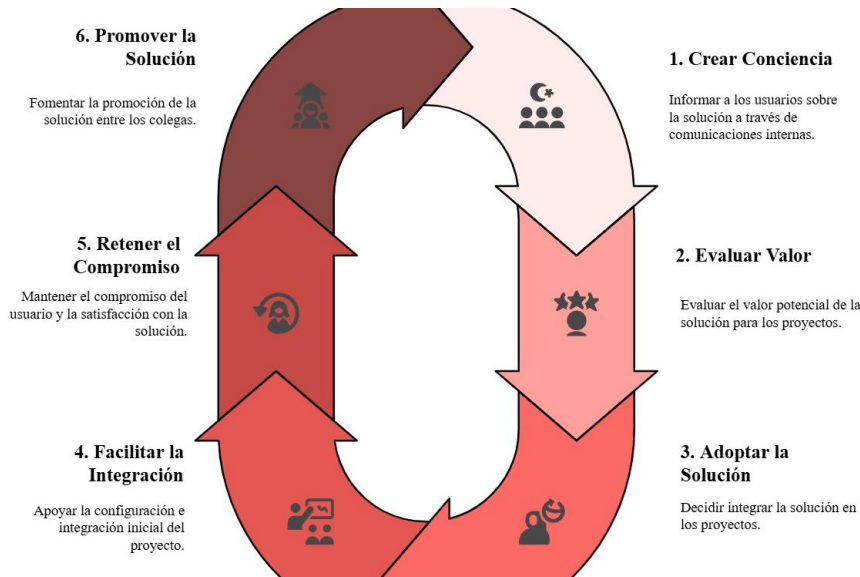 1. Crear Conciencia
Informar a los usuarios sobre
la solución a través de
comunicaciones internas.
2. Evaluar Valor
Evaluar el valor potencial de la
solución para los proyectos.
3. Adoptar la
Solución
Decidir integrar la solución en
los proyectos.
4. Facilitar la
Integración
Apoyar la configuración e
integración inicial del
proyecto.
5. Retener el
Compromiso
Mantener el compromiso del
usuario y la satisfacción con la
solución.
6. Promover la
Solución
Fomentar la promoción de la
solución entre los colegas.